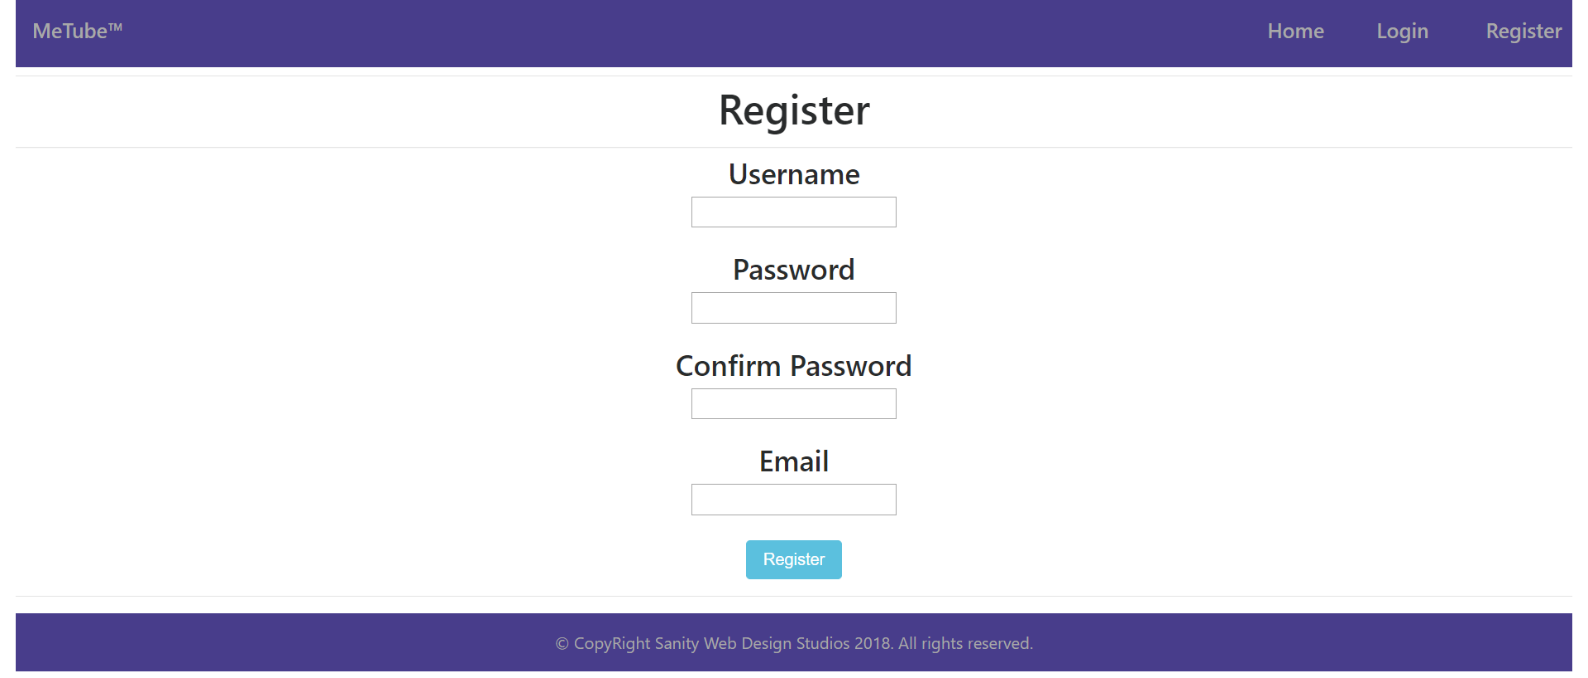 MeTube™ Home Login Register
Register
Username
Password
Confirm Password
Email
Register
© CopyRight Sanity Web Design Studios 2018. All rights reserved.